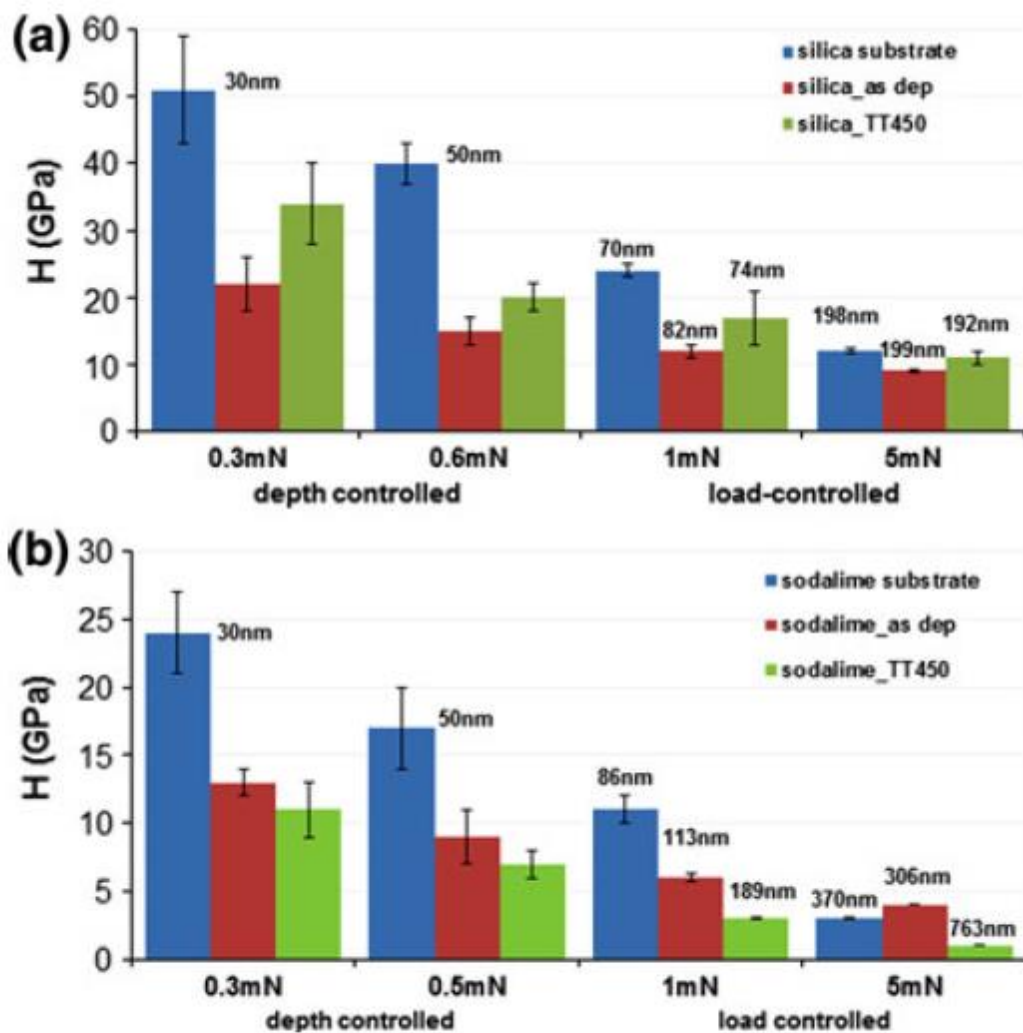 (a)
H (GPa)
60
50
40
30
20
10
0
silica substrate
silica_as dep
silica_TT450
30nm
50nm
70nm
82nm
74nm
198nm
199nm
192nm
0.3mN 0.6mN 1mN 5mN
depth controlled load-controlled
(b)
H (GPa)
30
25
20
15
10
5
0
sodalime substrate
sodalime_as dep
sodalime_TT450
30nm
50nm
86nm
113nm
189nm
370nm
306nm
763nm
0.3mN 0.5mN 1mN 5mN
depth controlled load controlled